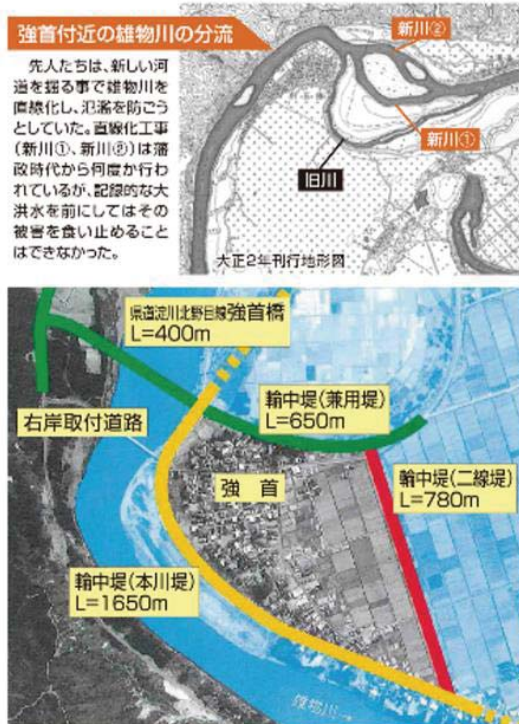 強首付近の雄物川の分流
先人たちは、新しい河
道を掘る事で雄物川を
直線化し、氾濫を防ごう
としていた。直線化工事
(新川①、新川②)は藩
政時代から何度か行わ
れているが、記録的な大
洪水を前にしてはその
被害を食い止めること
はできなかった。
新川②
新川①
旧川
大正2年刊行地形図
県道淀川北野目線強首橋
L=400m
輪中堤(兼用堤)
L=650m
右岸取付道路
強首
輪中堤(二線堤)
L=780m
輪中堤(本川堤)
L=1650m
雄物川